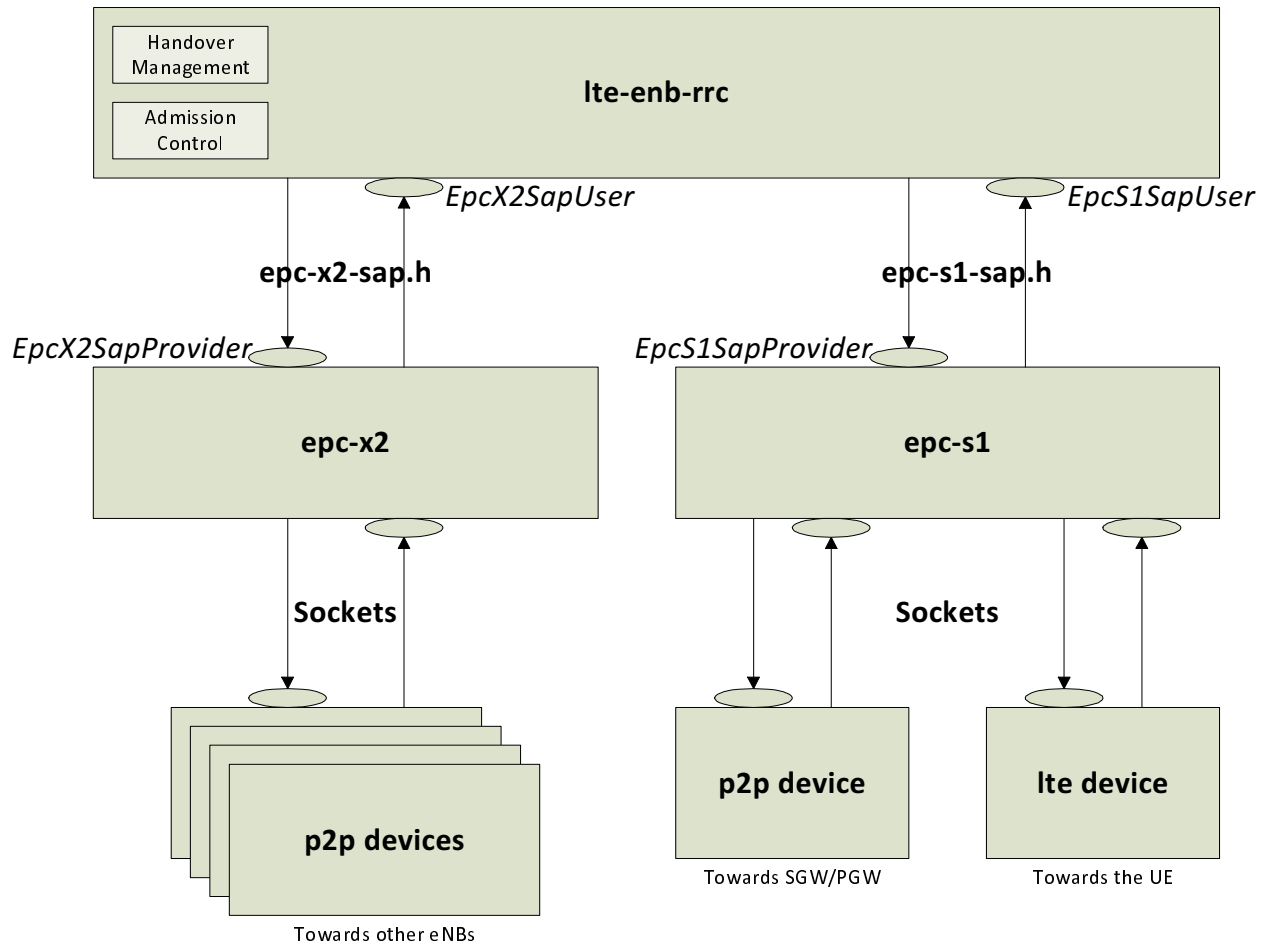 Handover
Management
lte-enb-rrc
Admission
Control
EpcX2SapUser
EpcS1SapUser
epc-x2-sap.h
epc-s1-sap.h
EpcX2SapProvider
EpcS1SapProvider
epc-x2
epc-s1
Sockets
Sockets
p2p device
lte device
p2p devices
Towards SGW/PGW
Towards the UE
Towards other eNBs